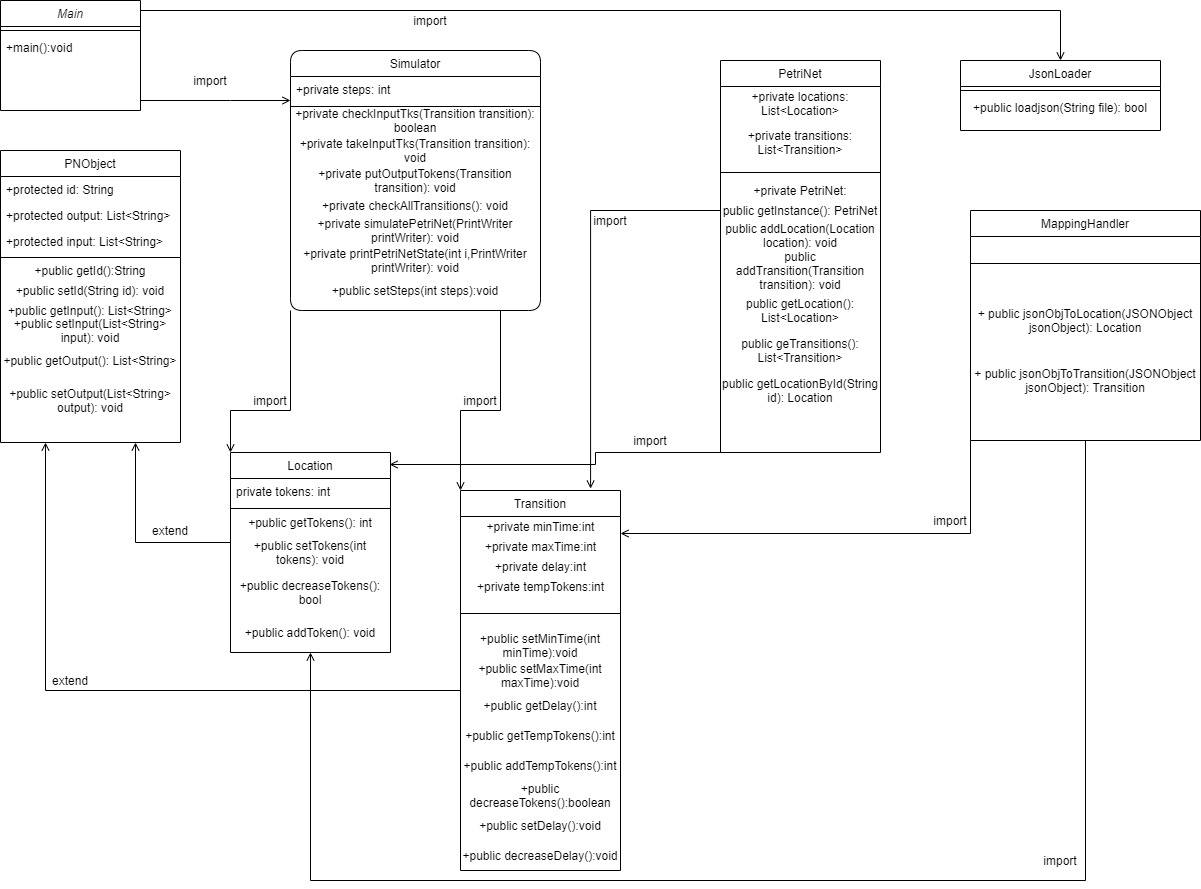 Main
+main():void
import
import
Simulator
+private steps: int
+private checkInputTks(Transition transition):
boolean
+private takeInputTks(Transition transition):
void
+private putOutputTokens(Transition
transition): void
+private checkAllTransitions(): void
+private simulatePetriNet(PrintWriter
printWriter): void
+private printPetriNetState(int i,PrintWriter
printWriter): void
+public setSteps(int steps):void
PetriNet
+private locations:
List<Location>
+private transitions:
List<Transition>
+private PetriNet:
public getInstance(): PetriNet
public addLocation(Location
location): void
public
addTransition(Transition
transition): void
public getLocation():
List<Location>
public geTransitions():
List<Transition>
public getLocationById(String
id): Location
JsonLoader
+public loadjson(String file): bool
PNObject
+protected id: String
+protected output: List<String>
+protected input: List<String>
+public getId():String
+public setId(String id): void
+public getInput(): List<String>
+public setInput(List<String>
input): void
+public getOutput(): List<String>
+public setOutput(List<String>
output): void
import
MappingHandler
+ public jsonObjToLocation(JSONObject
jsonObject): Location
+ public jsonObjToTransition(JSONObject
jsonObject): Transition
import
import
import
Location
private tokens: int
+public getTokens(): int
+public setTokens(int
tokens): void
+public decreaseTokens():
bool
+public addToken(): void
extend
extend
Transition
+private minTime:int
+private maxTime:int
+private delay:int
+private tempTokens:int
+public setMinTime(int
minTime):void
+public setMaxTime(int
maxTime):void
+public getDelay():int
+public getTempTokens():int
+public addTempTokens():int
+public
decreaseTokens():boolean
+public setDelay():void
+public decreaseDelay():void
import
import